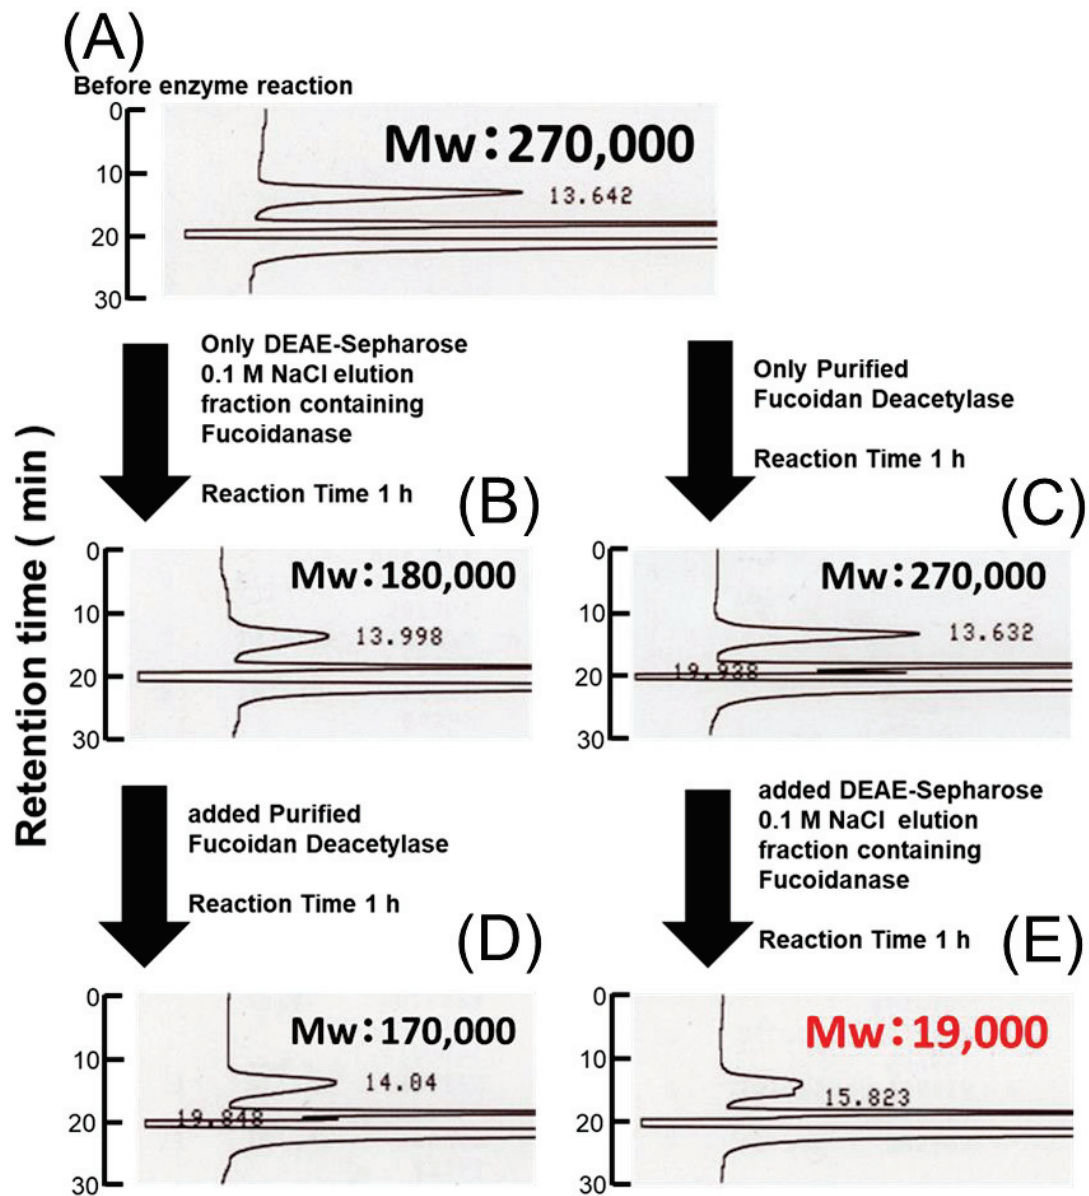 (A)
Before enzyme reaction
Mw：270,000
13.642
0
10
20
30
Only DEAE-Sepharose
0.1 M NaCl elution
fraction containing
Fucoidanase
Reaction Time 1 h
Only Purified
Fucoidan Deacetylase
Reaction Time 1 h
Retention time ( min )
(B)
Mw：180,000
13.998
0
10
20
30
(C)
Mw：270,000
13.632
19.938
0
10
20
30
added Purified
Fucoidan Deacetylase
Reaction Time 1 h
added DEAE-Sepharose
0.1 M NaCl elution
fraction containing
Fucoidanase
Reaction Time 1 h
(D)
Mw：170,000
14.04
19.848
0
10
20
30
(E)
Mw：19,000
15.823
0
10
20
30